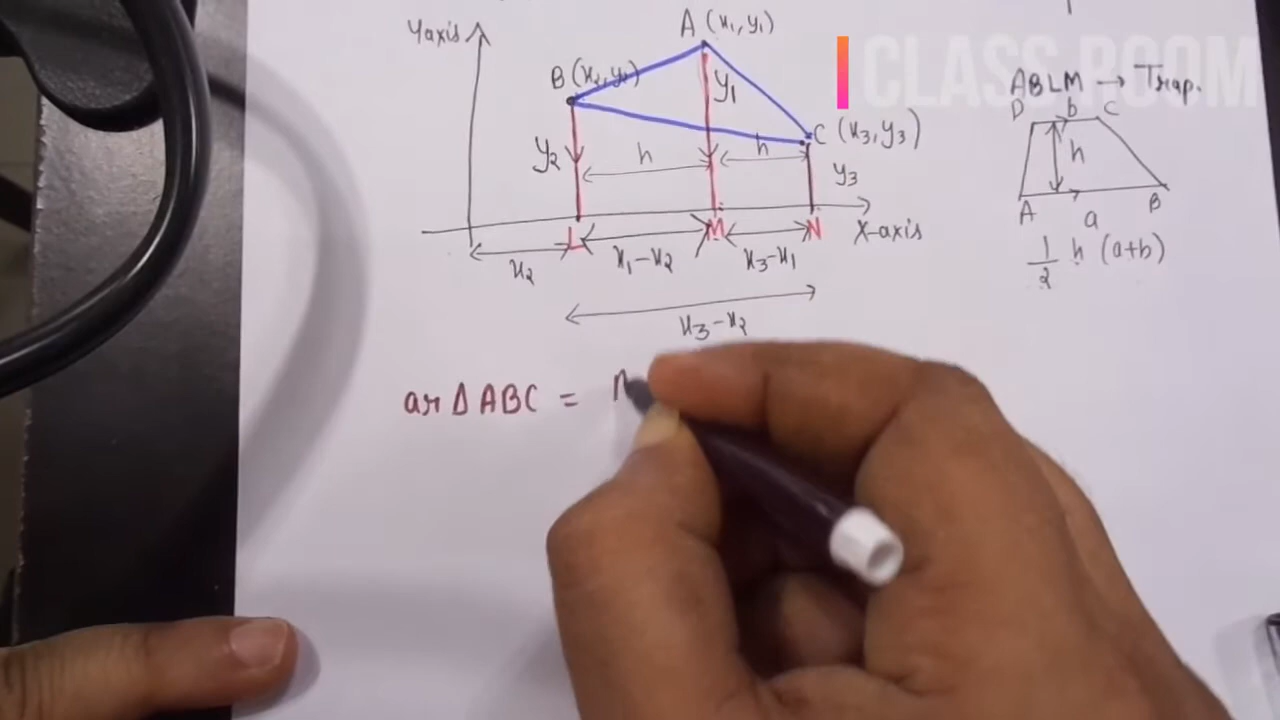 Y axis
A (x₁, y₁)
B (x₂, y₂)
y₁
CLASS ROOM
ABLM → Trap.
D b C
C (x₃, y₃)
y₂
h
h
y₃
h
A a B
L M N X-axis
x₂
x₁-x₂
x₃-x₁
1/2 h (a+b)
x₃-x₂
ar Δ ABC =